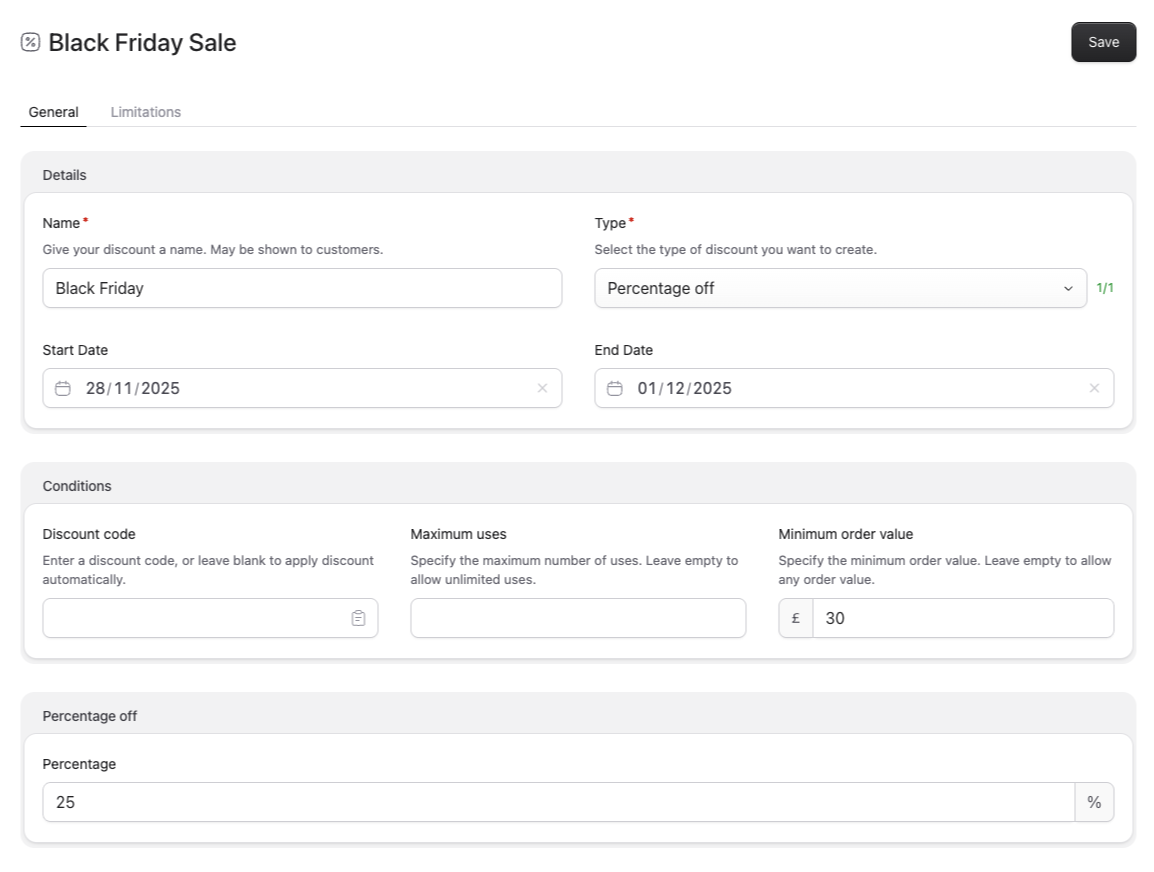 Black Friday Sale
Save
General
Limitations
Details
Name*
Type*
Give your discount a name. May be shown to customers.
Select the type of discount you want to create.
Black Friday
Percentage off
1/1
Start Date
End Date
28/11/2025
01/12/2025
Conditions
Discount code
Maximum uses
Minimum order value
Enter a discount code, or leave blank to apply discount
automatically.
Specify the maximum number of uses. Leave empty to
allow unlimited uses.
Specify the minimum order value. Leave empty to allow
any order value.
£ 30
Percentage off
Percentage
25 %